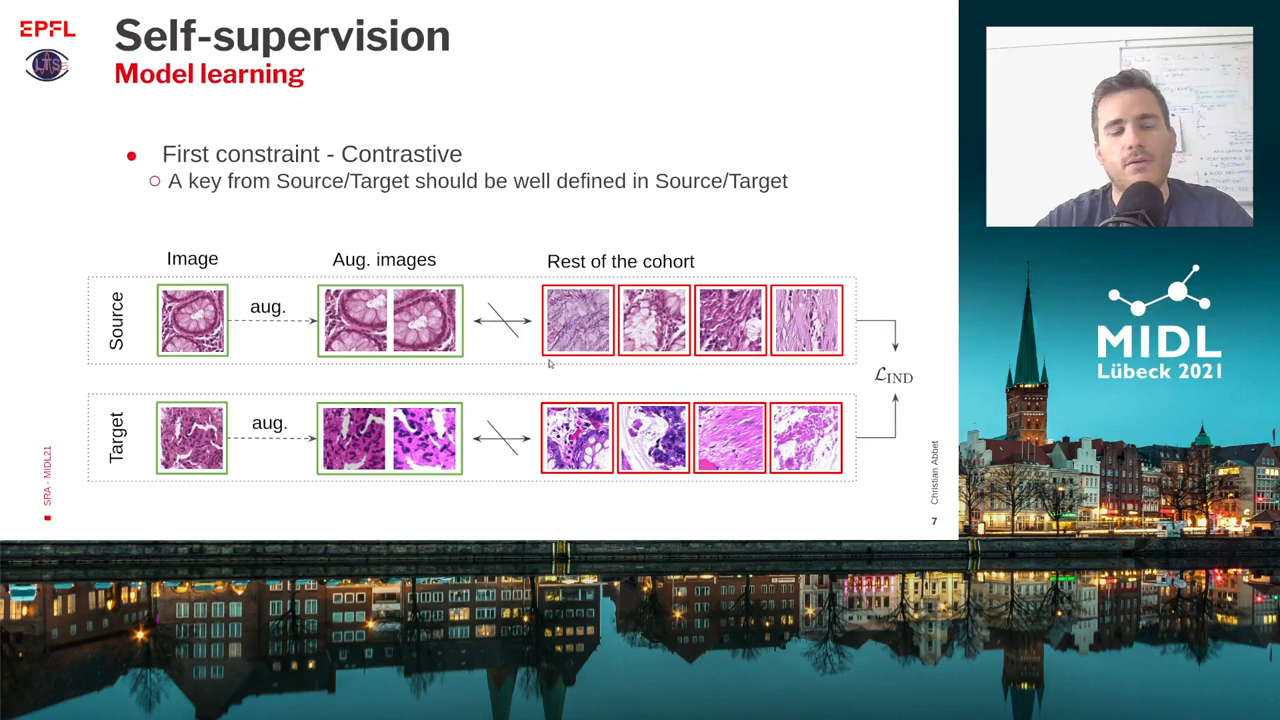 EPFL
LTS5
Self-supervision
Model learning
First constraint - Contrastive
A key from Source/Target should be well defined in Source/Target
Image
Aug. images
Rest of the cohort
Source
aug.
ℒIND
Target
aug.
SRA - MIDL21
Christian Abbet
7
MIDL
Lübeck 2021